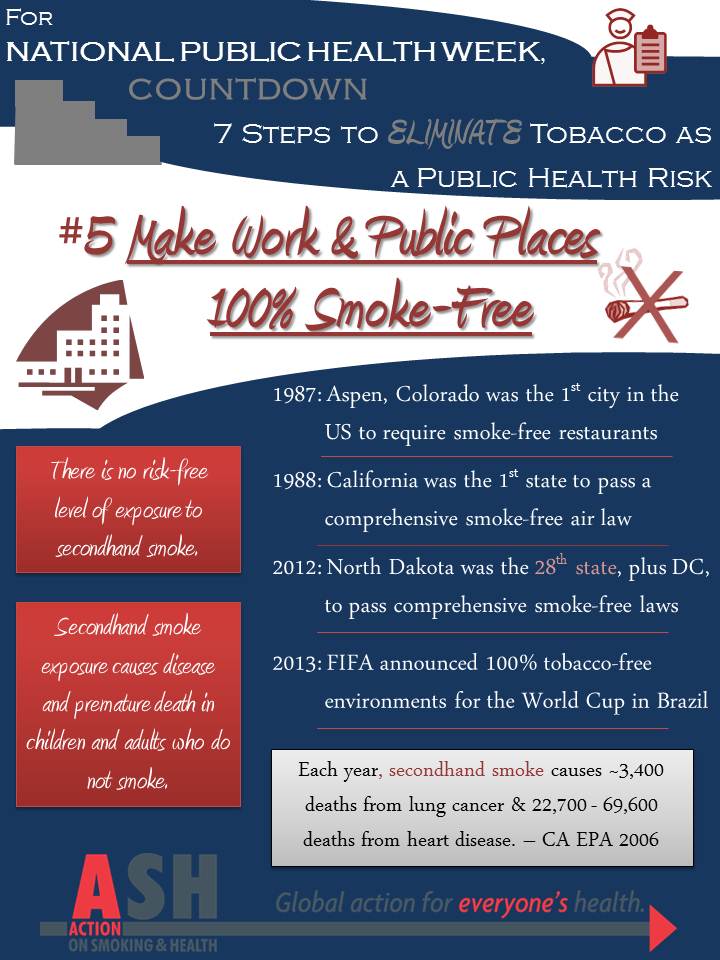 For
National Public Health Week,
Countdown
7 Steps to ELIMINATE Tobacco as
a Public Health Risk
#5 Make Work & Public Places
100% Smoke-Free
1987: Aspen, Colorado was the 1st city in the
US to require smoke-free restaurants
1988: California was the 1st state to pass a
comprehensive smoke-free air law
2012: North Dakota was the 28th state, plus DC,
to pass comprehensive smoke-free laws
2013: FIFA announced 100% tobacco-free
environments for the World Cup in Brazil
There is no risk-free
level of exposure to
secondhand smoke.
Secondhand smoke
exposure causes disease
and premature death in
children and adults who do
not smoke.
Each year, secondhand smoke causes ~3,400
deaths from lung cancer & 22,700 - 69,600
deaths from heart disease. – CA EPA 2006
ASH
ACTION
ON SMOKING & HEALTH
Global action for everyone's health.